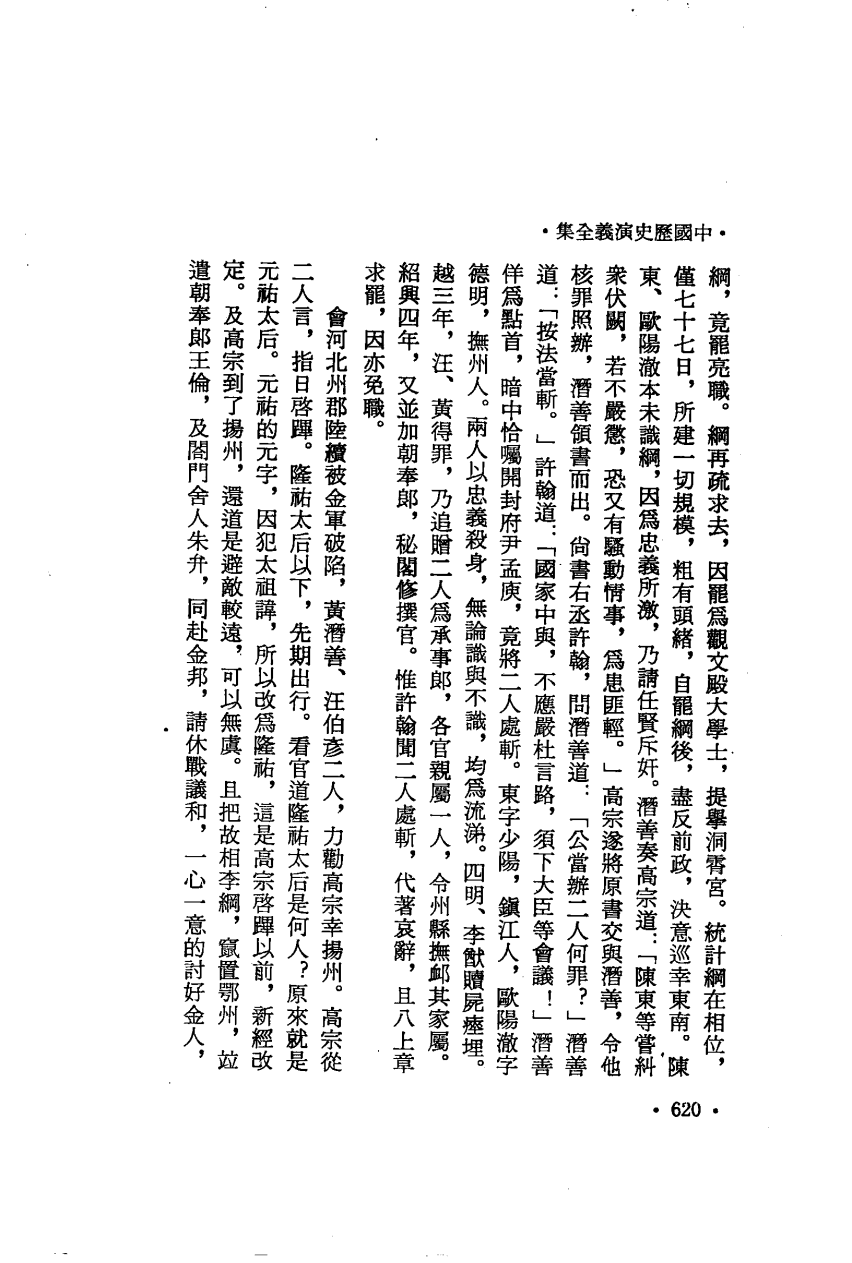 •中國歷史演義全集•
綱，竟罷亮職。綱再疏求去，因罷爲觀文殿大學士，提舉洞霄宮。統計綱在相位，
僅七十七日，所建一切規模，粗有頭緒，自罷綱後，盡反前政，決意巡幸東南。陳
東、歐陽澈本未識綱，因爲忠義所激，乃請任賢斥奸。潛善奏高宗道：「陳東等嘗糾
衆伏闕，若不嚴懲，恐又有騷動情事，爲患匪輕。」高宗遂將原書交與潛善，令他
核罪照辦，潛善領書而出。尙書右丞許翰，問潛善道：「公當辦二人何罪？」潛善
道：「按法當斬。」許翰道：「國家中興，不應嚴杜言路，須下大臣等會議！」潛善
佯爲點首，暗中恰囑開封府尹孟庾，竟將二人處斬。東字少陽，鎭江人，歐陽澈字
德明，撫州人。兩人以忠義殺身，無論識與不識，均爲流涕。四明、李猷贖屍瘞埋。
越三年，汪、黃得罪，乃追贈二人爲承事郎，各官親屬一人，令州縣撫卹其家屬。
紹興四年，又並加朝奉郎，秘閣修撰官。惟許翰聞二人處斬，代著哀辭，且八上章
求罷，因亦免職。
會河北州郡陸續被金軍破陷，黃潛善、汪伯彥二人，力勸高宗幸揚州。高宗從
二人言，指日啓蹕。隆祐太后以下，先期出行。看官道隆祐太后是何人？原來就是
元祐太后。元祐的元字，因犯太祖諱，所以改爲隆祐，這是高宗啓蹕以前，新經改
定。及高宗到了揚州，還道是避敵較遠，可以無虞。且把故相李綱，竄置鄂州，竝
遣朝奉郎王倫，及閤門舍人朱弁，同赴金邦，請休戰議和，一心一意的討好金人，
•620•